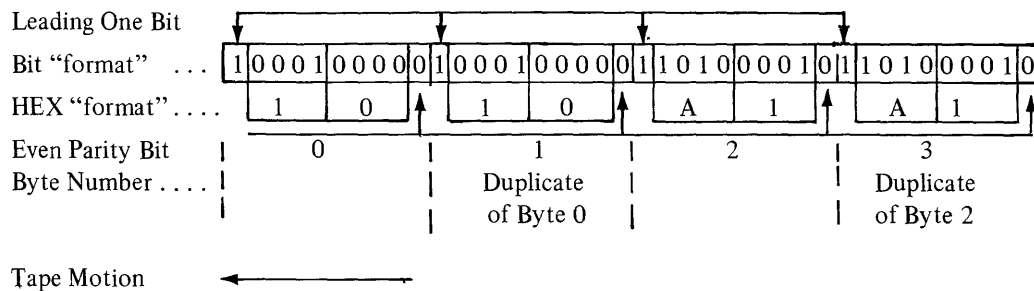 Leading One Bit
Bit “format” . . . 1 0 0 0 1 0 0 0 0 0 1 0 0 0 1 0 0 0 0 0 1 1 0 1 0 0 0 0 1 0 1 1 0 1 0 0 0 0 1 0
HEX “format” . . . . 1 0 1 0 A 1 A 1
Even Parity Bit 0 1 2 3
Byte Number . . . . Duplicate Duplicate
of Byte 0 of Byte 2
Tape Motion